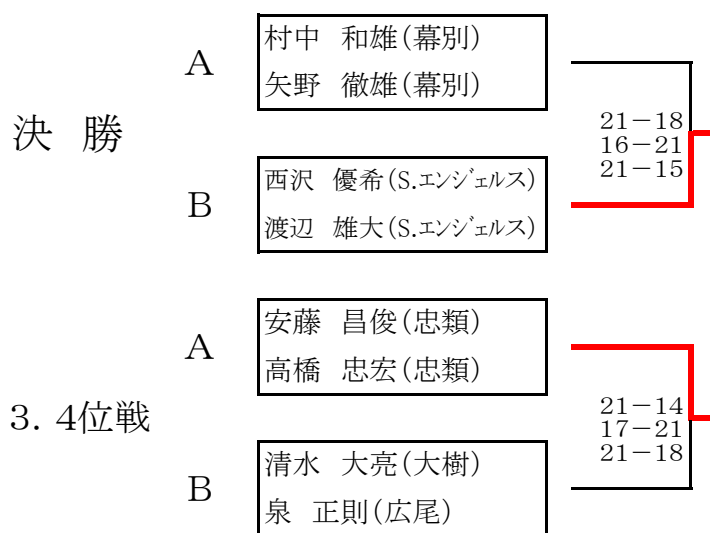 決 勝
A
村中 和雄(幕別)
矢野 徹雄(幕別)
B
西沢 優希(S.エンジェルス)
渡辺 雄大(S.エンジェルス)
21-18
16-21
21-15
3.4位戦
A
安藤 昌俊(忠類)
高橋 忠宏(忠類)
B
清水 大亮(大樹)
泉 正則(広尾)
21-14
17-21
21-18